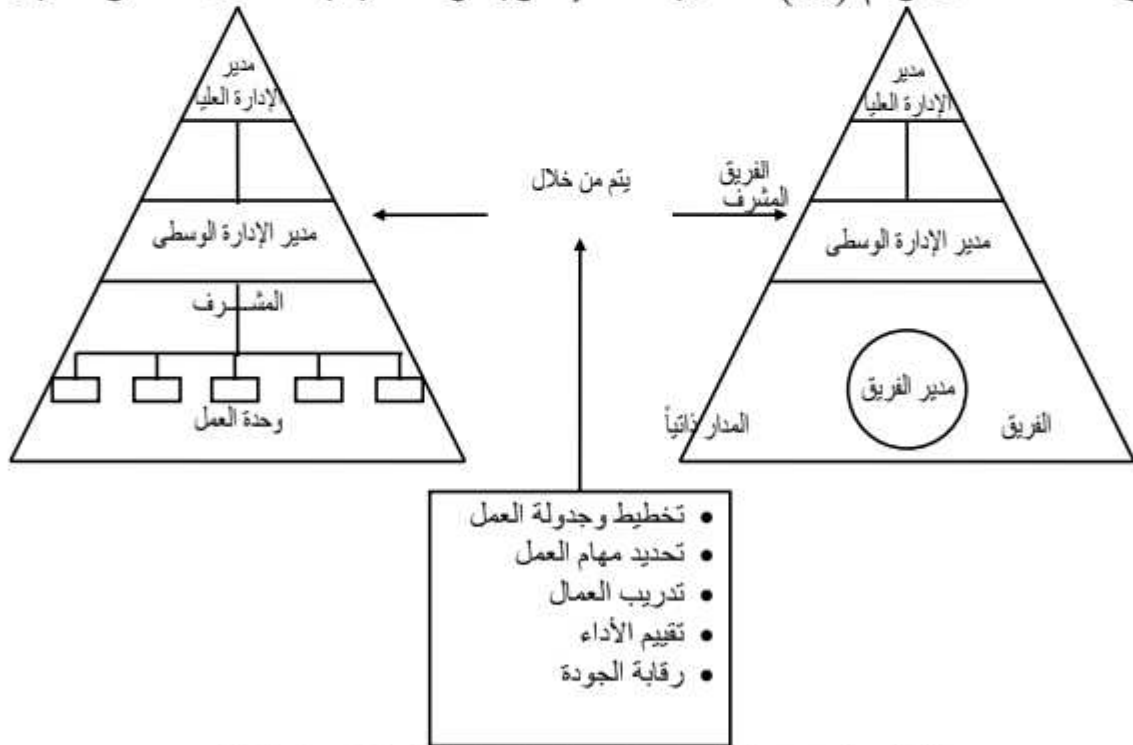 مدير
الإدارة العليا
مدير
الإدارة العليا
يتم من خلال
الفريق
المشرف
مدير الإدارة الوسطى
مدير الإدارة الوسطى
المشــرف
وحدة العمل
مدير الفريق
الفريق
المدار ذاتياً
• تخطيط وجدولة العمل
• تحديد مهام العمل
• تدريب العمال
• تقييم الأداء
• رقابة الجودة